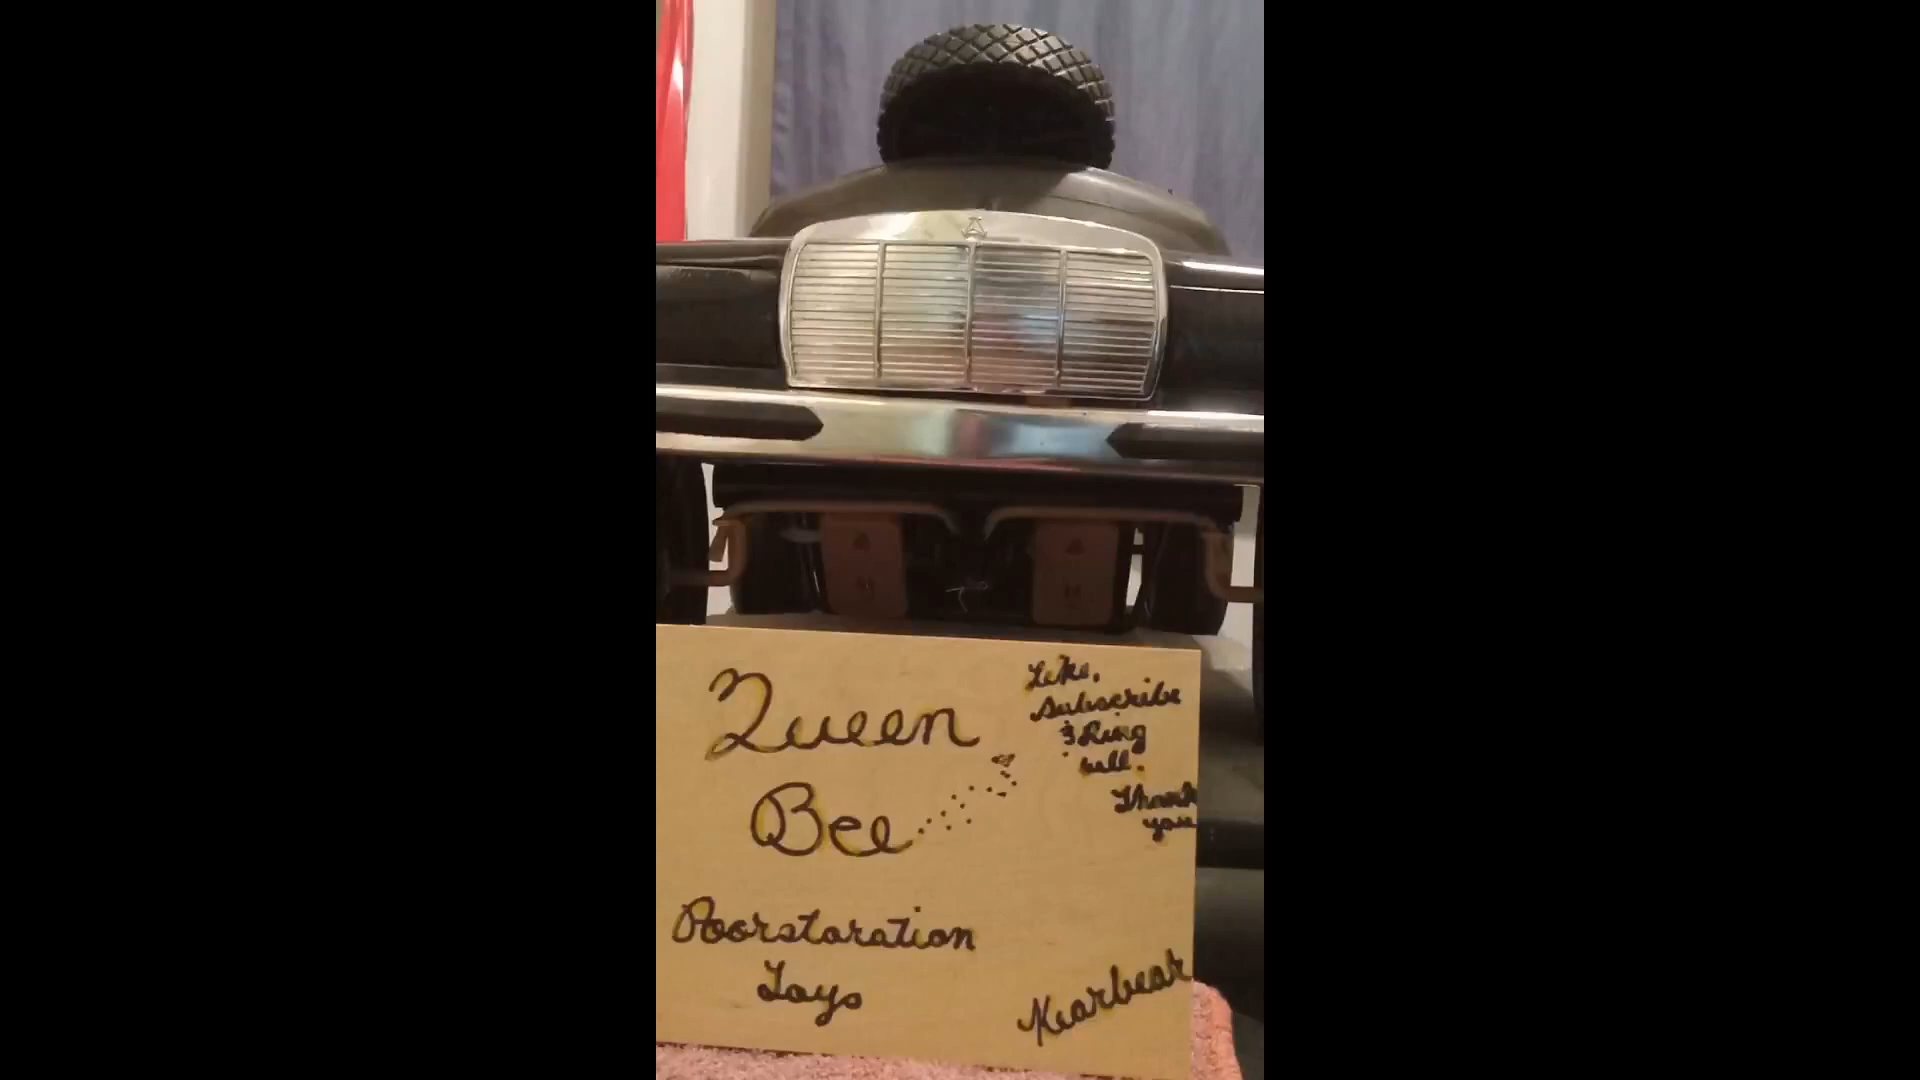 Queen
Bee
Like,
Subscribe
& Ring
bell.
Thank
you
Poorstoration
Toys
Kearbear